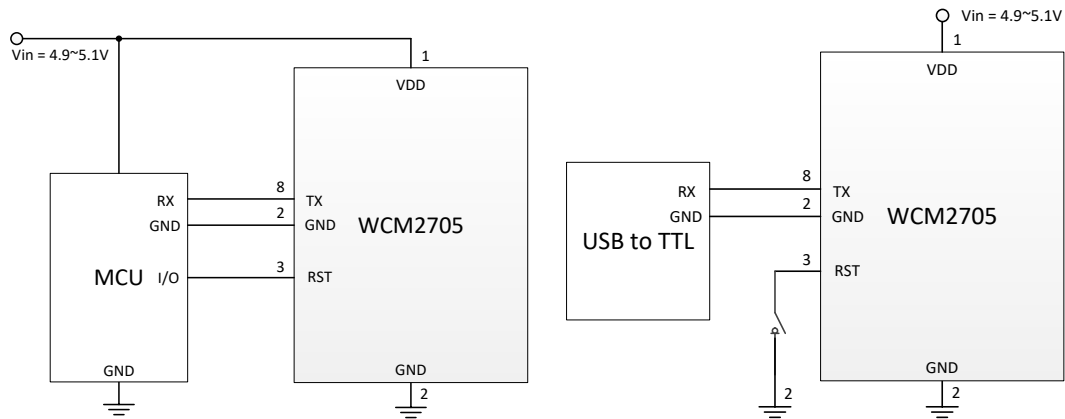 Vin = 4.9~5.1V
1
VDD
8
RX
TX
2
GND
GND
WCM2705
MCU
I/O
3
RST
GND
GND
2
Vin = 4.9~5.1V
1
VDD
8
RX
TX
2
GND
GND
WCM2705
USB to TTL
3
RST
GND
2
2